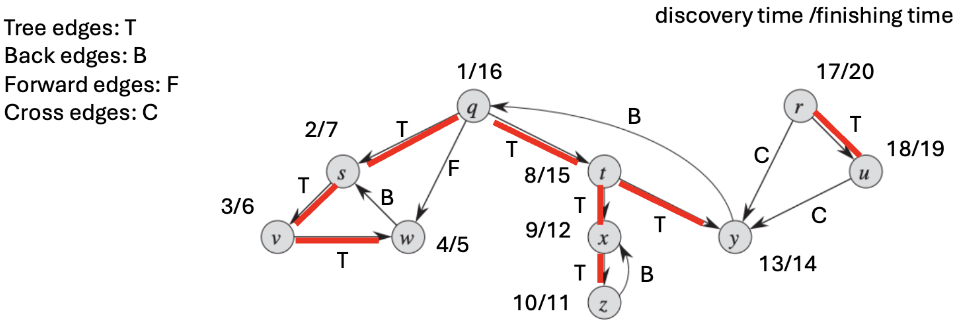 discovery time /finishing time
Tree edges: T
Back edges: B
Forward edges: F
Cross edges: C
1/16
17/20
q
r
B
2/7
T
T
T
C
18/19
s
F
8/15
t
u
T
B
3/6
T
T
C
v
w
4/5
9/12
x
y
T
T
B
13/14
10/11
z